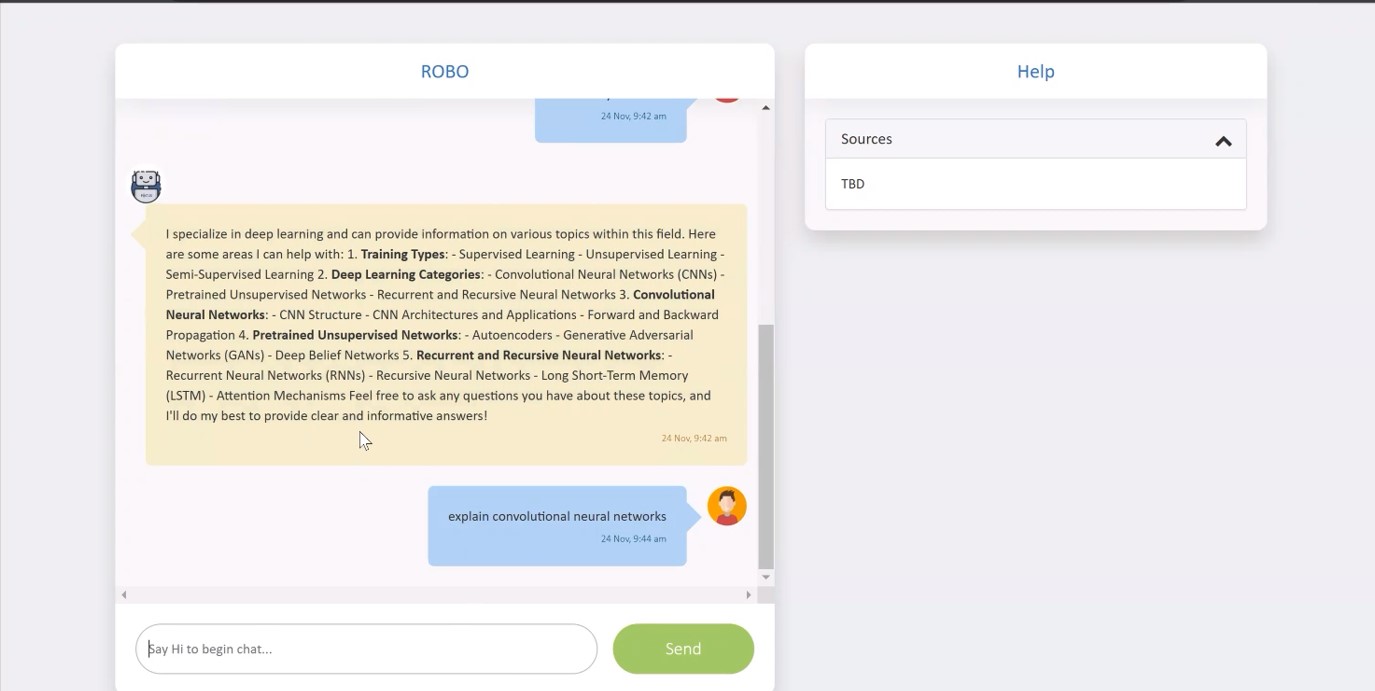 ROBO
24 Nov, 9:42 am
I specialize in deep learning and can provide information on various topics within this field. Here
are some areas I can help with: 1. Training Types: - Supervised Learning - Unsupervised Learning -
Semi-Supervised Learning 2. Deep Learning Categories: - Convolutional Neural Networks (CNNs) -
Pretrained Unsupervised Networks - Recurrent and Recursive Neural Networks 3. Convolutional
Neural Networks: - CNN Structure - CNN Architectures and Applications - Forward and Backward
Propagation 4. Pretrained Unsupervised Networks: - Autoencoders - Generative Adversarial
Networks (GANs) - Deep Belief Networks 5. Recurrent and Recursive Neural Networks: -
Recurrent Neural Networks (RNNs) - Recursive Neural Networks - Long Short-Term Memory
(LSTM) - Attention Mechanisms Feel free to ask any questions you have about these topics, and
I'll do my best to provide clear and informative answers!
24 Nov, 9:42 am
explain convolutional neural networks
24 Nov, 9:44 am
Say Hi to begin chat...
Send
Help
Sources
TBD